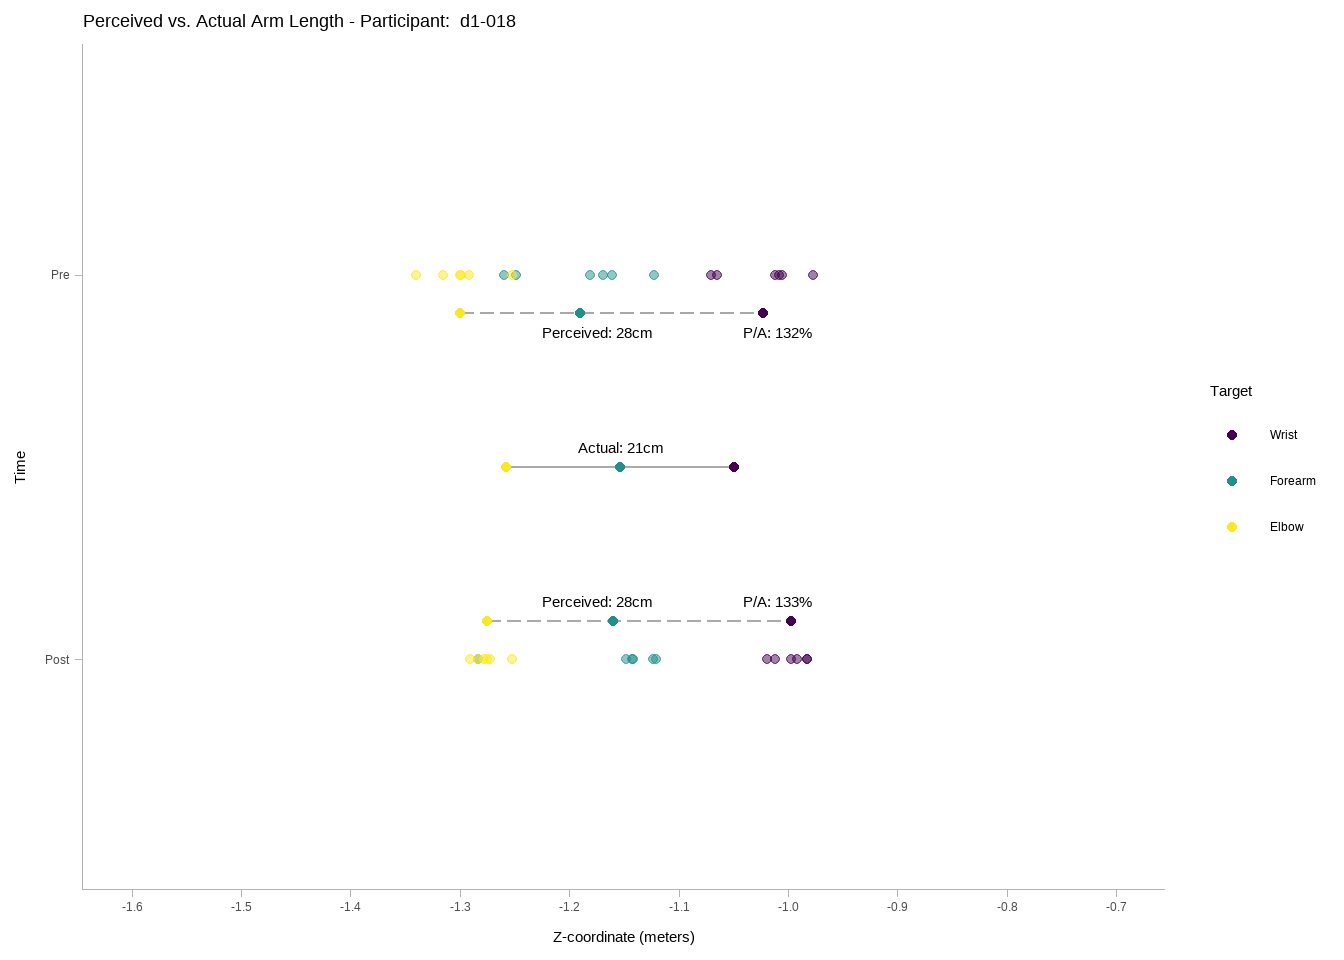 Perceived vs. Actual Arm Length - Participant:  d1-018
Pre
Perceived: 28cm
P/A: 132%
Actual: 21cm
Time
Perceived: 28cm
P/A: 133%
Post
-1.6
-1.5
-1.4
-1.3
-1.2
-1.1
-1.0
-0.9
-0.8
-0.7
Z-coordinate (meters)
Target
Wrist
Forearm
Elbow